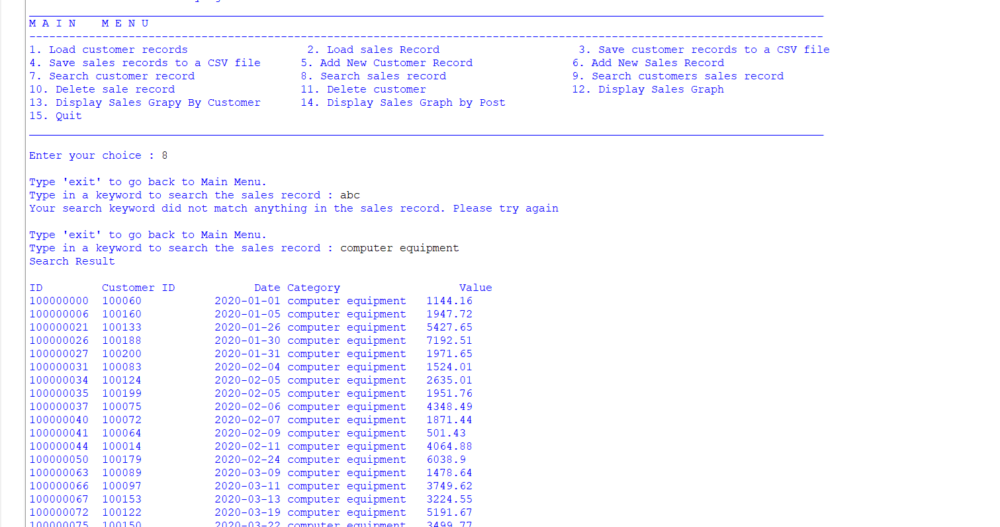 M A I N    M E N U
1. Load customer records                  2. Load sales Record                     3. Save customer records to a CSV file
4. Save sales records to a CSV file      5. Add New Customer Record               6. Add New Sales Record
7. Search customer record                8. Search sales record                   9. Search customers sales record
10. Delete sale record                   11. Delete customer                      12. Display Sales Graph
13. Display Sales Grapy By Customer      14. Display Sales Graph by Post
15. Quit
Enter your choice : 8
Type 'exit' to go back to Main Menu.
Type in a keyword to search the sales record : abc
Your search keyword did not match anything in the sales record. Please try again
Type 'exit' to go back to Main Menu.
Type in a keyword to search the sales record : computer equipment
Search Result
ID         Customer ID            Date Category                  Value
100000000  100060           2020-01-01 computer equipment   1144.16
100000006  100160           2020-01-05 computer equipment   1947.72
100000021  100133           2020-01-26 computer equipment   5427.65
100000026  100188           2020-01-30 computer equipment   7192.51
100000027  100200           2020-01-31 computer equipment   1971.65
100000031  100083           2020-02-04 computer equipment   1524.01
100000034  100124           2020-02-05 computer equipment   2635.01
100000035  100199           2020-02-05 computer equipment   1951.76
100000037  100075           2020-02-06 computer equipment   4348.49
100000040  100072           2020-02-07 computer equipment   1871.44
100000041  100064           2020-02-09 computer equipment   501.43
100000044  100014           2020-02-11 computer equipment   4064.88
100000050  100179           2020-02-24 computer equipment   6038.9
100000063  100089           2020-03-09 computer equipment   1478.64
100000066  100097           2020-03-11 computer equipment   3749.62
100000067  100153           2020-03-13 computer equipment   3224.55
100000072  100122           2020-03-19 computer equipment   5191.67
100000075  100150           2020-03-22 computer equipment   3499.77